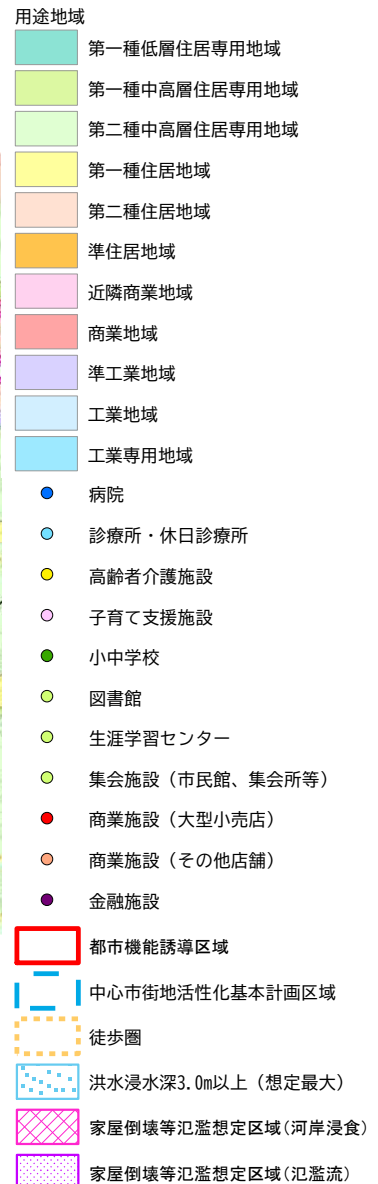 用途地域
第一種低層住居専用地域
第一種中高層住居専用地域
第二種中高層住居専用地域
第一種住居地域
第二種住居地域
準住居地域
近隣商業地域
商業地域
準工業地域
工業地域
工業専用地域
病院
診療所・休日診療所
高齢者介護施設
子育て支援施設
小中学校
図書館
生涯学習センター
集会施設（市民館、集会所等）
商業施設（大型小売店）
商業施設（その他店舗）
金融施設
都市機能誘導区域
中心市街地活性化基本計画区域
徒歩圏
洪水浸水深3.0m以上（想定最大）
家屋倒壊等氾濫想定区域(河岸浸食)
家屋倒壊等氾濫想定区域(氾濫流)